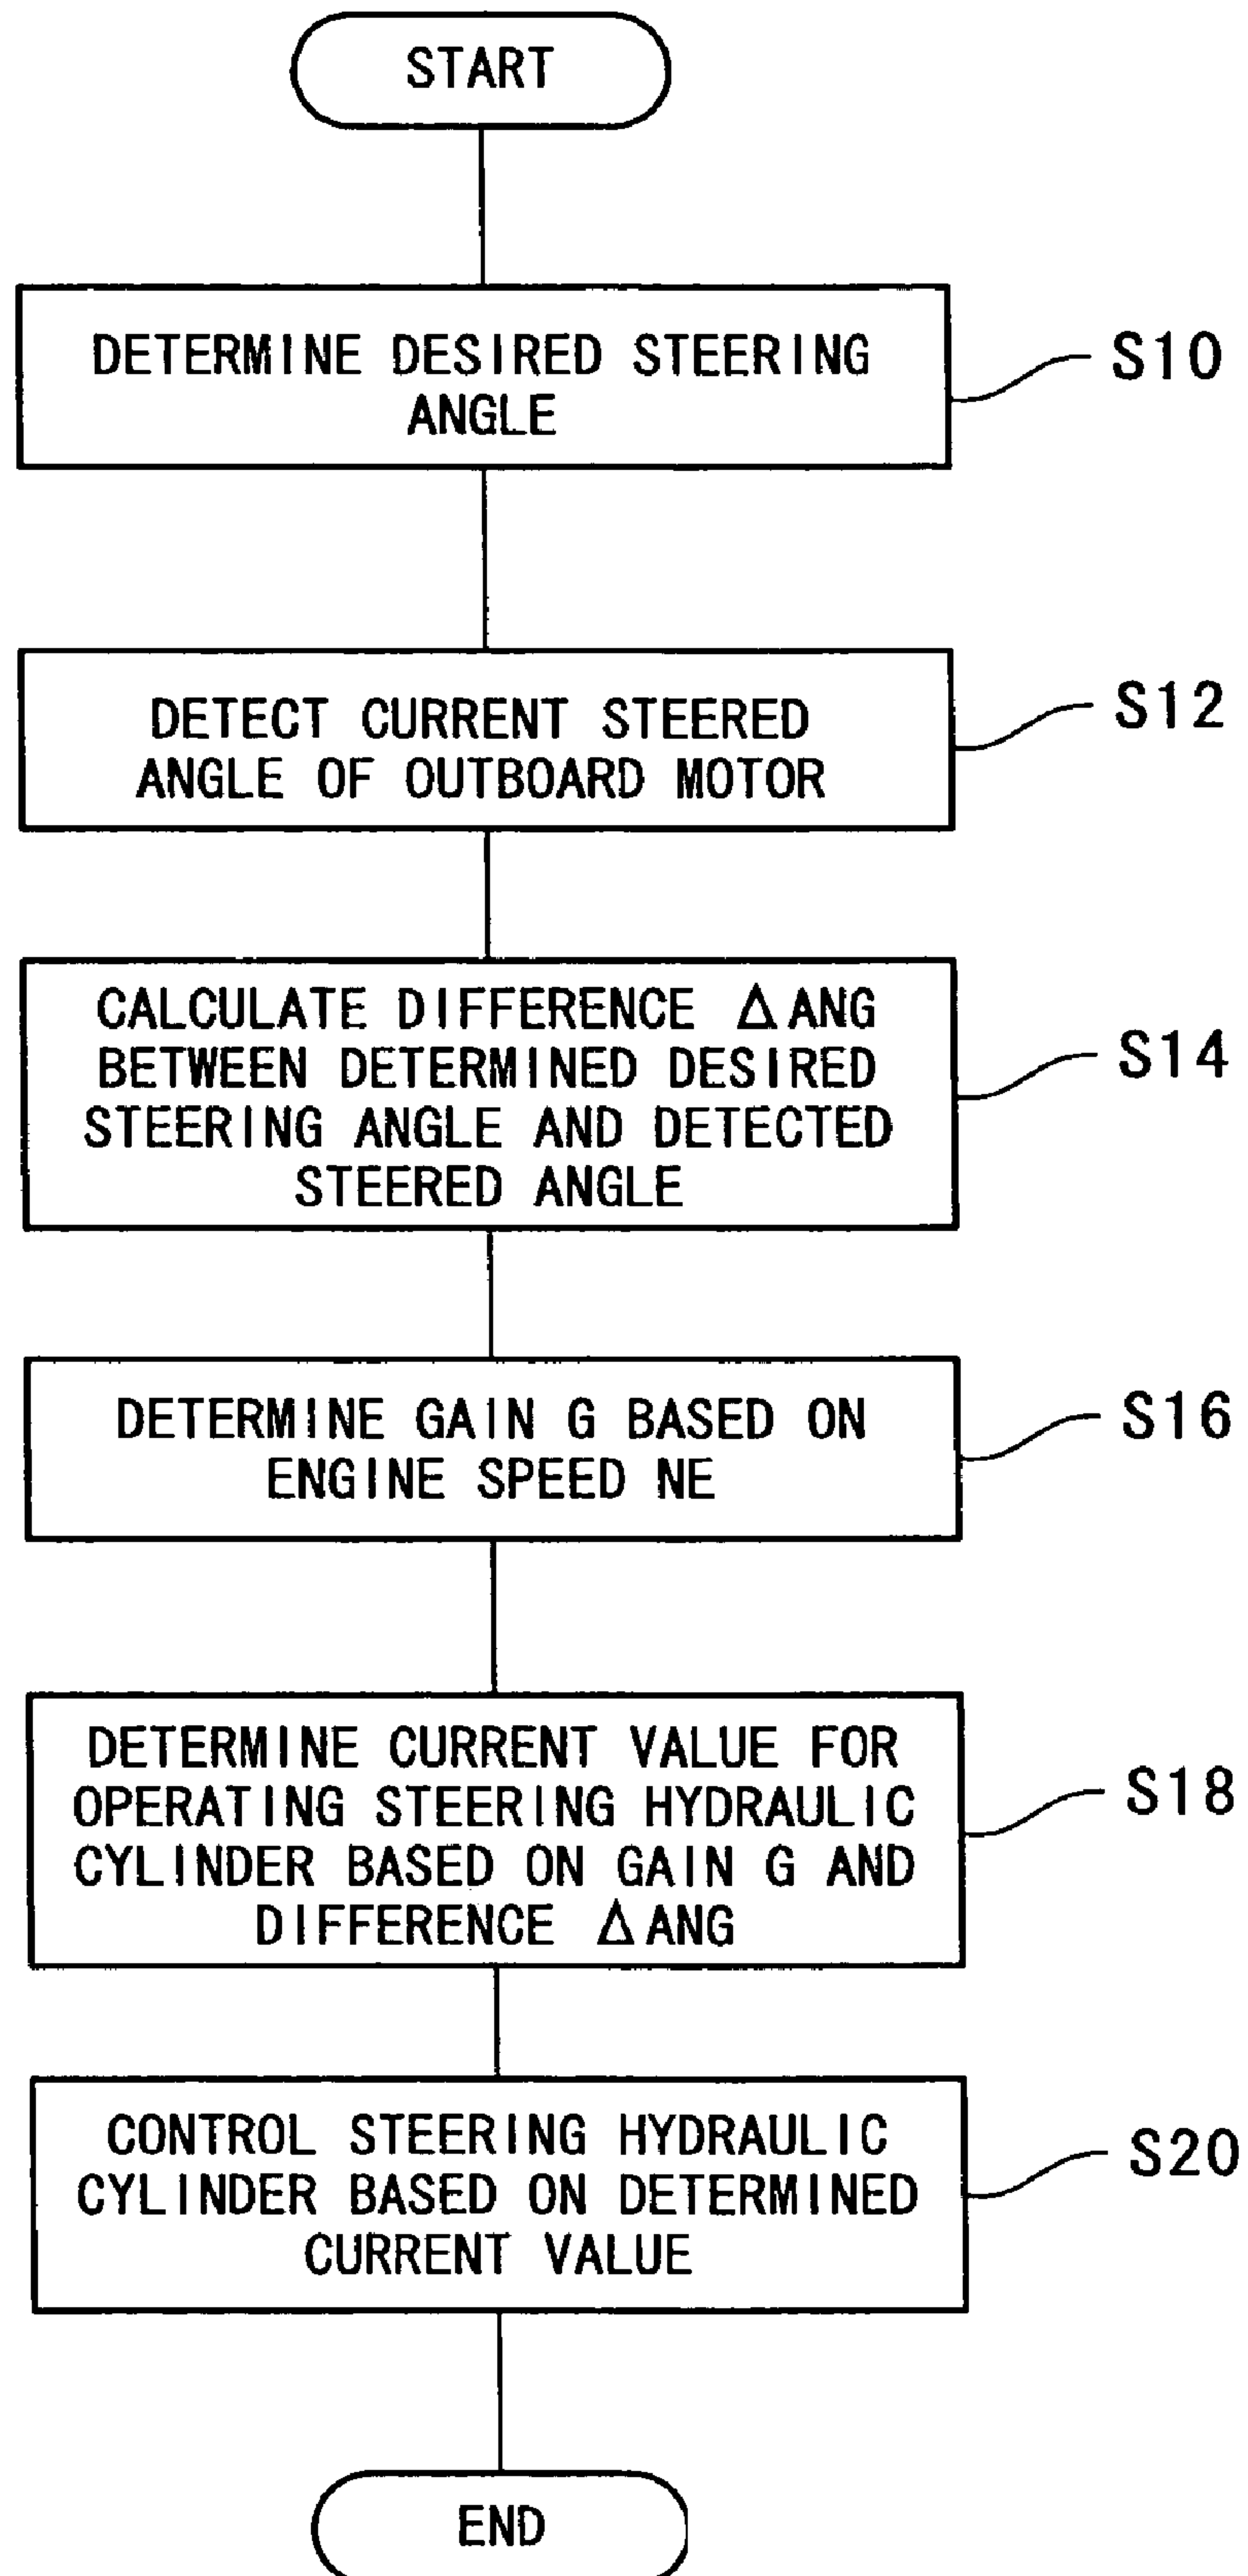 START
DETERMINE DESIRED STEERING
ANGLE
S10
DETECT CURRENT STEERED
ANGLE OF OUTBOARD MOTOR
S12
CALCULATE DIFFERENCE ΔANG
BETWEEN DETERMINED DESIRED
STEERING ANGLE AND DETECTED
STEERED ANGLE
S14
DETERMINE GAIN G BASED ON
ENGINE SPEED NE
S16
DETERMINE CURRENT VALUE FOR
OPERATING STEERING HYDRAULIC
CYLINDER BASED ON GAIN G AND
DIFFERENCE ΔANG
S18
CONTROL STEERING HYDRAULIC
CYLINDER BASED ON DETERMINED
CURRENT VALUE
S20
END